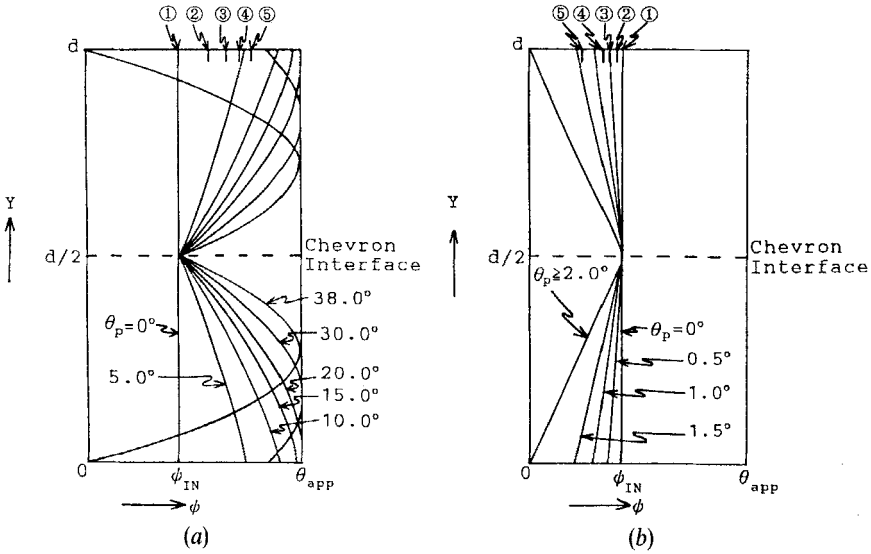 ① ② ③ ④ ⑤
d
Y
d/2
Chevron
Interface
θp=0°
5.0°
38.0°
30.0°
20.0°
15.0°
10.0°
0
ϕIN
θapp
ϕ
(a)
⑤ ④ ③ ② ①
d
Y
d/2
Chevron
Interface
θp≧2.0°
θp=0°
0.5°
1.0°
1.5°
0
ϕIN
θapp
ϕ
(b)